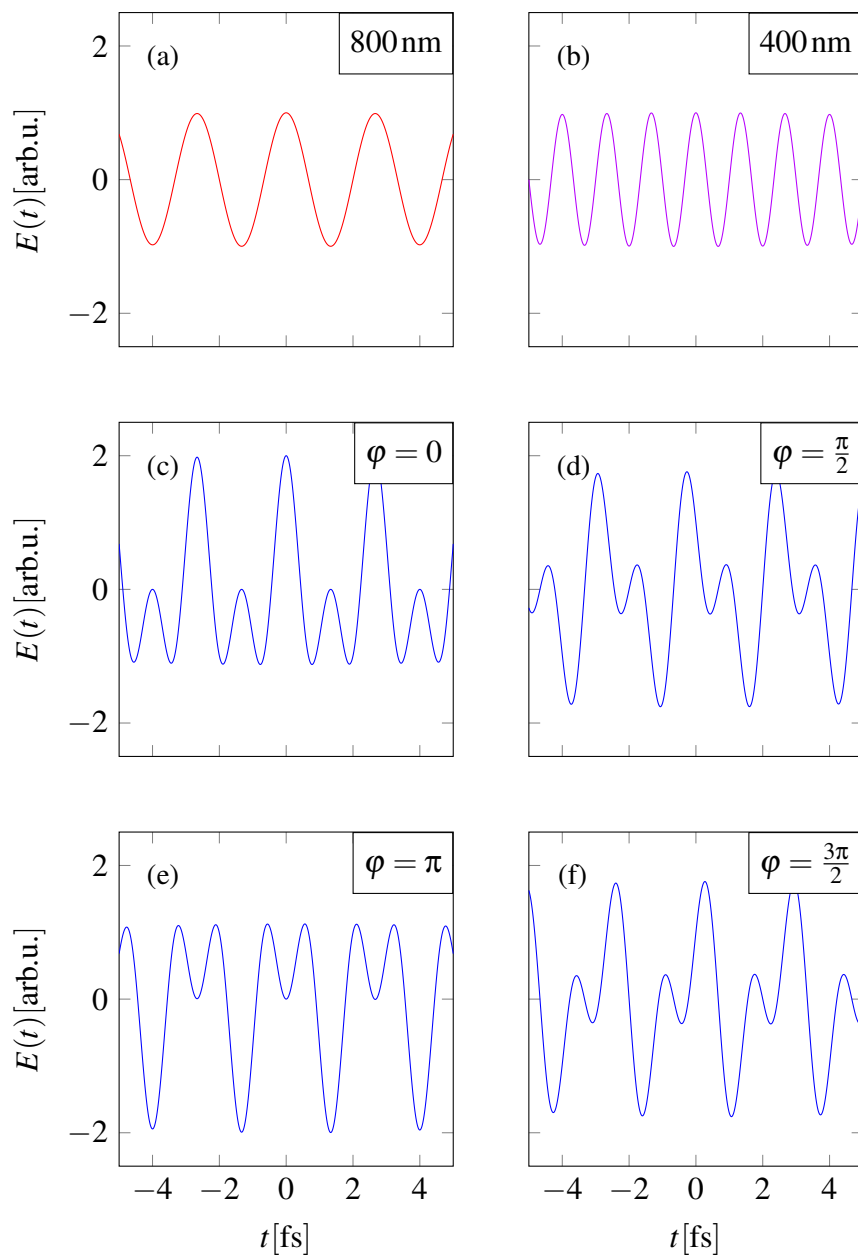 (a) 800 nm
(b) 400 nm
2
0
−2
E(t)[arb.u.]
(c) φ = 0
(d) φ = π/2
2
0
−2
E(t)[arb.u.]
(e) φ = π
(f) φ = 3π/2
2
0
−2
E(t)[arb.u.]
−4 −2 0 2 4
−4 −2 0 2 4
t[fs]
t[fs]